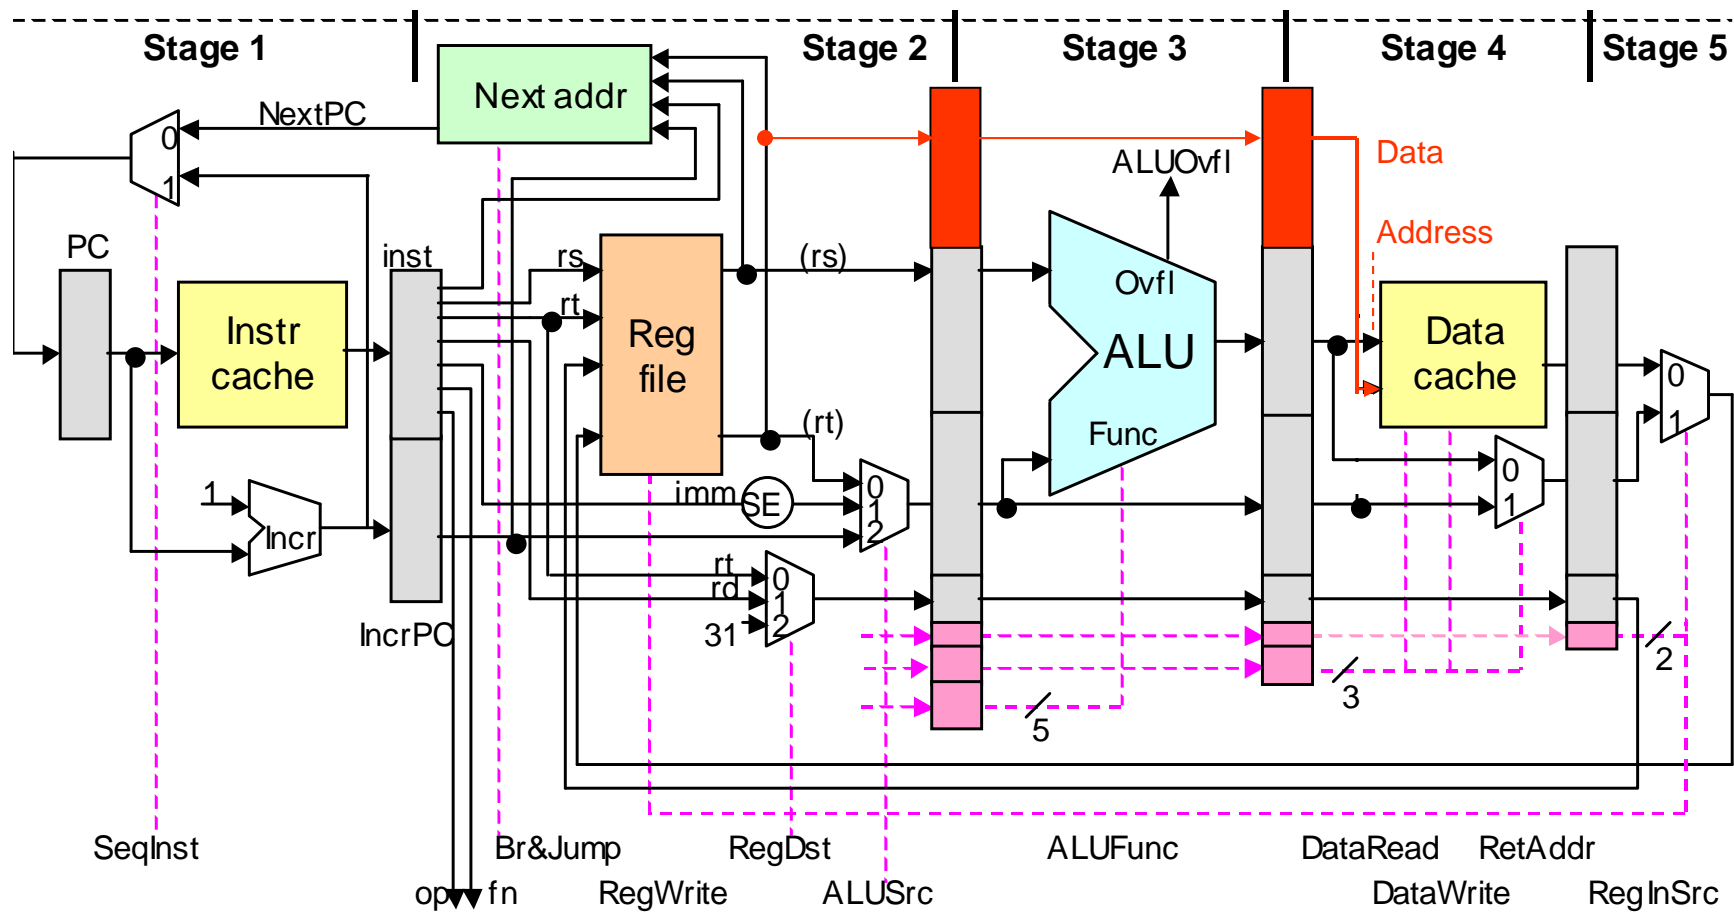 Stage 1
Stage 2
Stage 3
Stage 4
Stage 5
Next addr
NextPC
0
1
ALUOvfl
Data
Address
PC
inst
rs
(rs)
Ovfl
rt
Instr
cache
Reg
file
ALU
Data
cache
0
1
(rt)
Func
1
Incr
imm
SE
0
1
2
0
1
rt
rd
31
0
1
2
IncrPC
5
3
2
SeqInst
Br&Jump
RegDst
ALUFunc
DataRead
RetAddr
op
fn
RegWrite
ALUSrc
DataWrite
RegInSrc